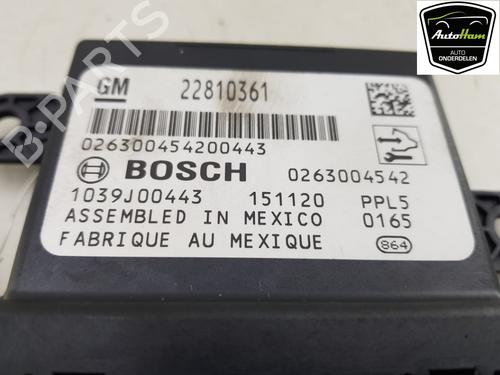 AutoHam
AUTO
ONDERDELEN
B-PARTS
GM 22810361
026300454200443
BOSCH 0263004542
1039J00443 151120 PPL5
ASSEMBLED IN MEXICO 0165
FABRIQUE AU MEXIQUE 864